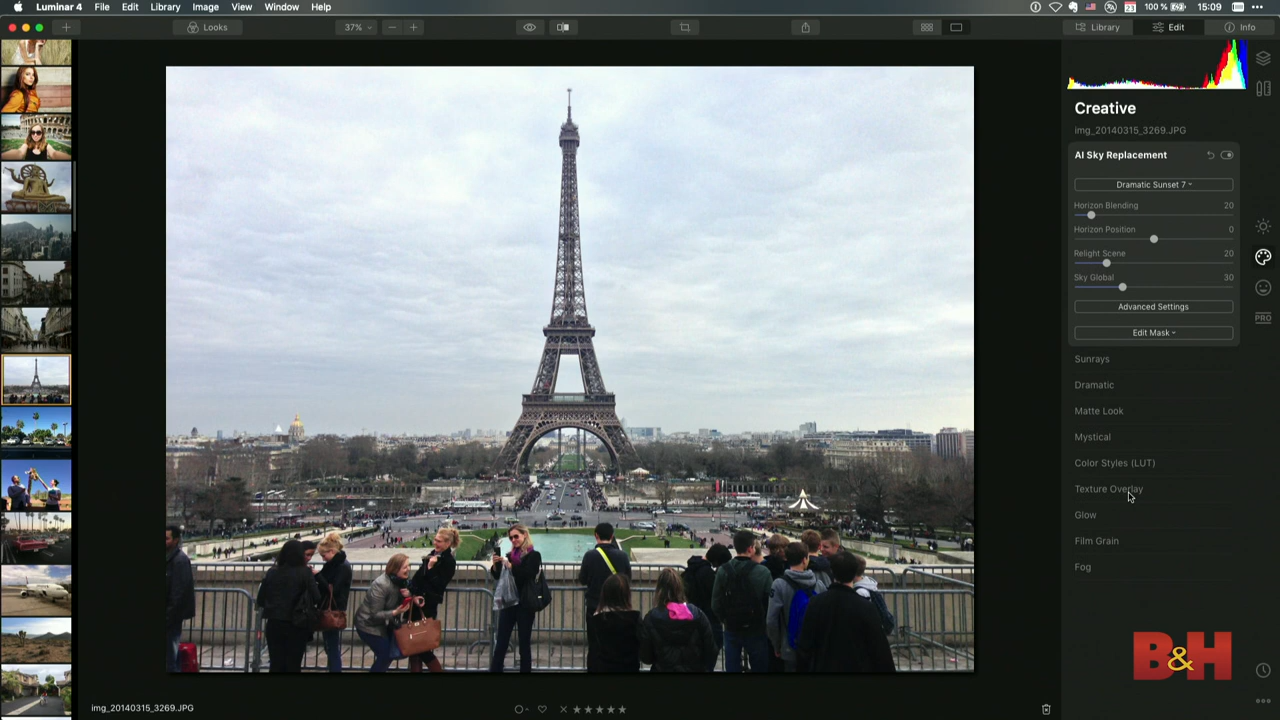 Luminar 4 File Edit Library Image View Window Help 100 % 23 15:09
Looks 37% Library Edit Info
Creative
img_20140315_3269.JPG
AI Sky Replacement
Dramatic Sunset 7
Horizon Blending 20
Horizon Position 0
Relight Scene 20
Sky Global 30
Advanced Settings
Edit Mask
PRO
Sunrays
Dramatic
Matte Look
Mystical
Color Styles (LUT)
Texture Overlay
Glow
Film Grain
Fog
B&H
img_20140315_3269.JPG